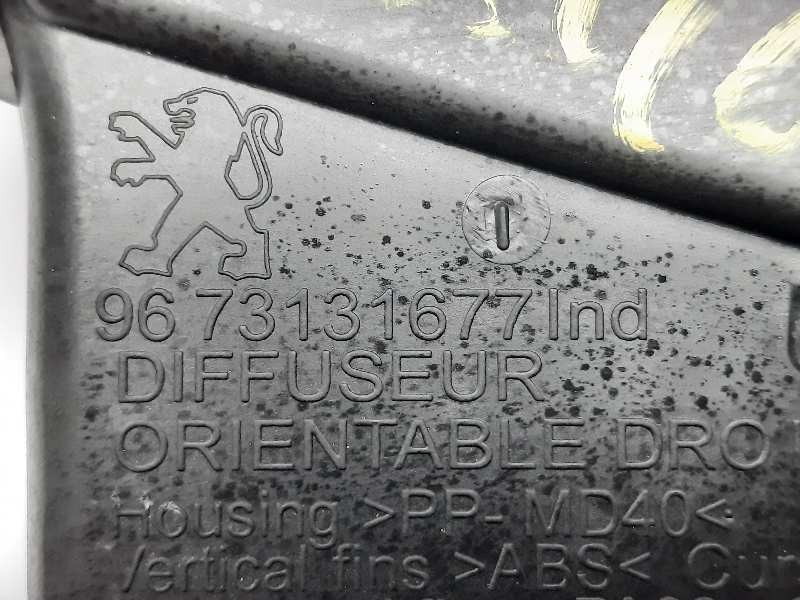 96 73131677 Ind
DIFFUSEUR
ORIENTABLE DRO
Housing >PP-MD40<
Vertical fins >ABS<